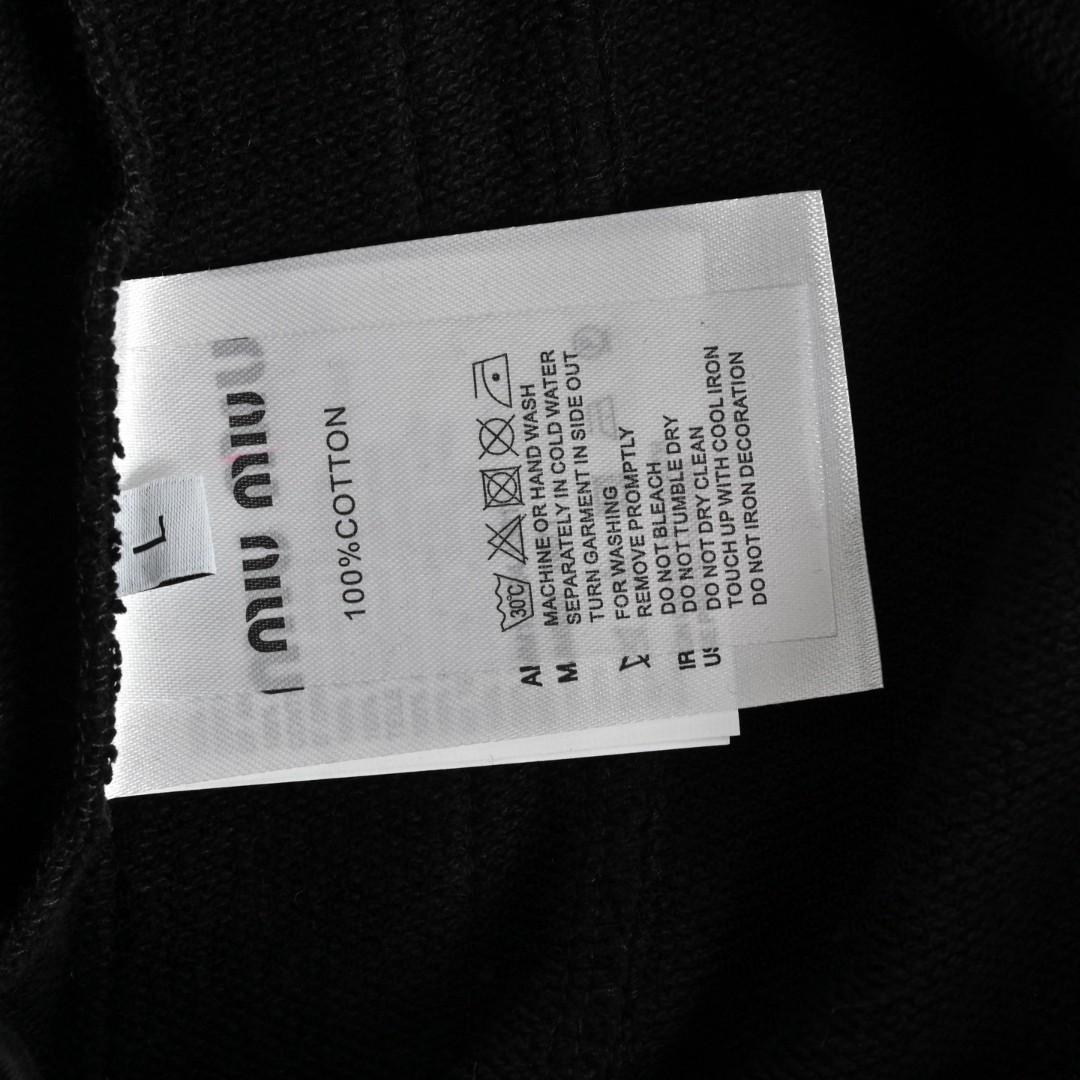 L
miu miu
100%COTTON
30℃
MACHINE OR HAND WASH
SEPARATELY IN COLD WATER
TURN GARMENT IN SIDE OUT
FOR WASHING
REMOVE PROMPTLY
DO NOT BLEACH
DO NOT TUMBLE DRY
DO NOT DRY CLEAN
TOUCH UP WITH COOL IRON
DO NOT IRON DECORATION